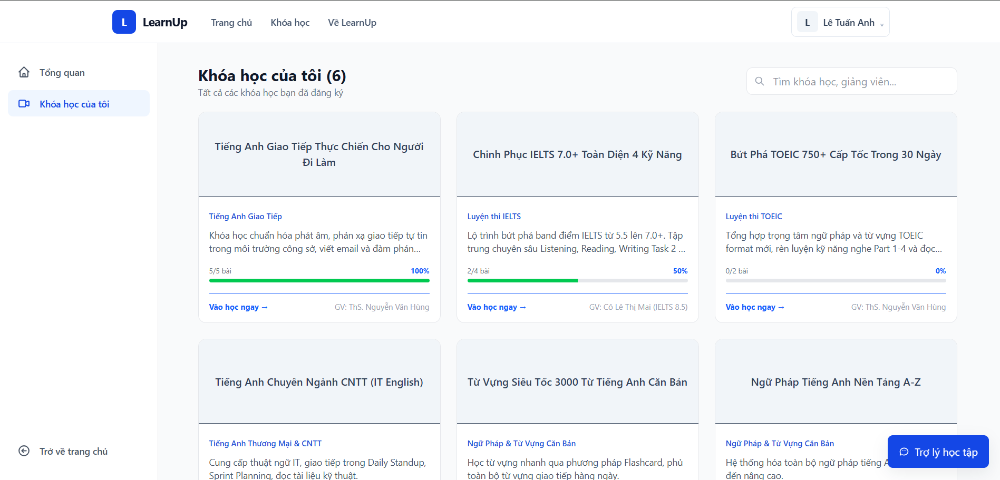 L LearnUp Trang chủ Khóa học Về LearnUp L Lê Tuấn Anh
Tổng quan
Khóa học của tôi
Trở về trang chủ
Khóa học của tôi (6)
Tất cả các khóa học bạn đã đăng ký
Tìm khóa học, giảng viên...
Tiếng Anh Giao Tiếp Thực Chiến Cho Người
Đi Làm
Tiếng Anh Giao Tiếp
Khóa học chuẩn hóa phát âm, phản xạ giao tiếp tự tin
trong môi trường công sở, viết email và đàm phán...
5/5 bài 100%
Vào học ngay → GV: ThS. Nguyễn Văn Hùng
Chinh Phục IELTS 7.0+ Toàn Diện 4 Kỹ Năng
Luyện thi IELTS
Lộ trình bứt phá band điểm IELTS từ 5.5 lên 7.0+. Tập
trung chuyên sâu Listening, Reading, Writing Task 2 ...
2/4 bài 50%
Vào học ngay → GV: Cô Lê Thị Mai (IELTS 8.5)
Bứt Phá TOEIC 750+ Cấp Tốc Trong 30 Ngày
Luyện thi TOEIC
Tổng hợp trọng tâm ngữ pháp và từ vựng TOEIC
format mới, rèn luyện kỹ năng nghe Part 1-4 và đọc...
0/2 bài 0%
Vào học ngay → GV: ThS. Nguyễn Văn Hùng
Tiếng Anh Chuyên Ngành CNTT (IT English)
Tiếng Anh Thương Mại & CNTT
Cung cấp thuật ngữ IT, giao tiếp trong Daily Standup,
Sprint Planning, đọc tài liệu kỹ thuật.
Từ Vựng Siêu Tốc 3000 Từ Tiếng Anh Căn Bản
Ngữ Pháp & Từ Vựng Căn Bản
Học từ vựng nhanh qua phương pháp Flashcard, phủ
toàn bộ từ vựng giao tiếp hàng ngày.
Ngữ Pháp Tiếng Anh Nền Tảng A-Z
Ngữ Pháp & Từ Vựng Căn Bản
Hệ thống hóa toàn bộ ngữ pháp tiếng
đến nâng cao.
Trợ lý học tập